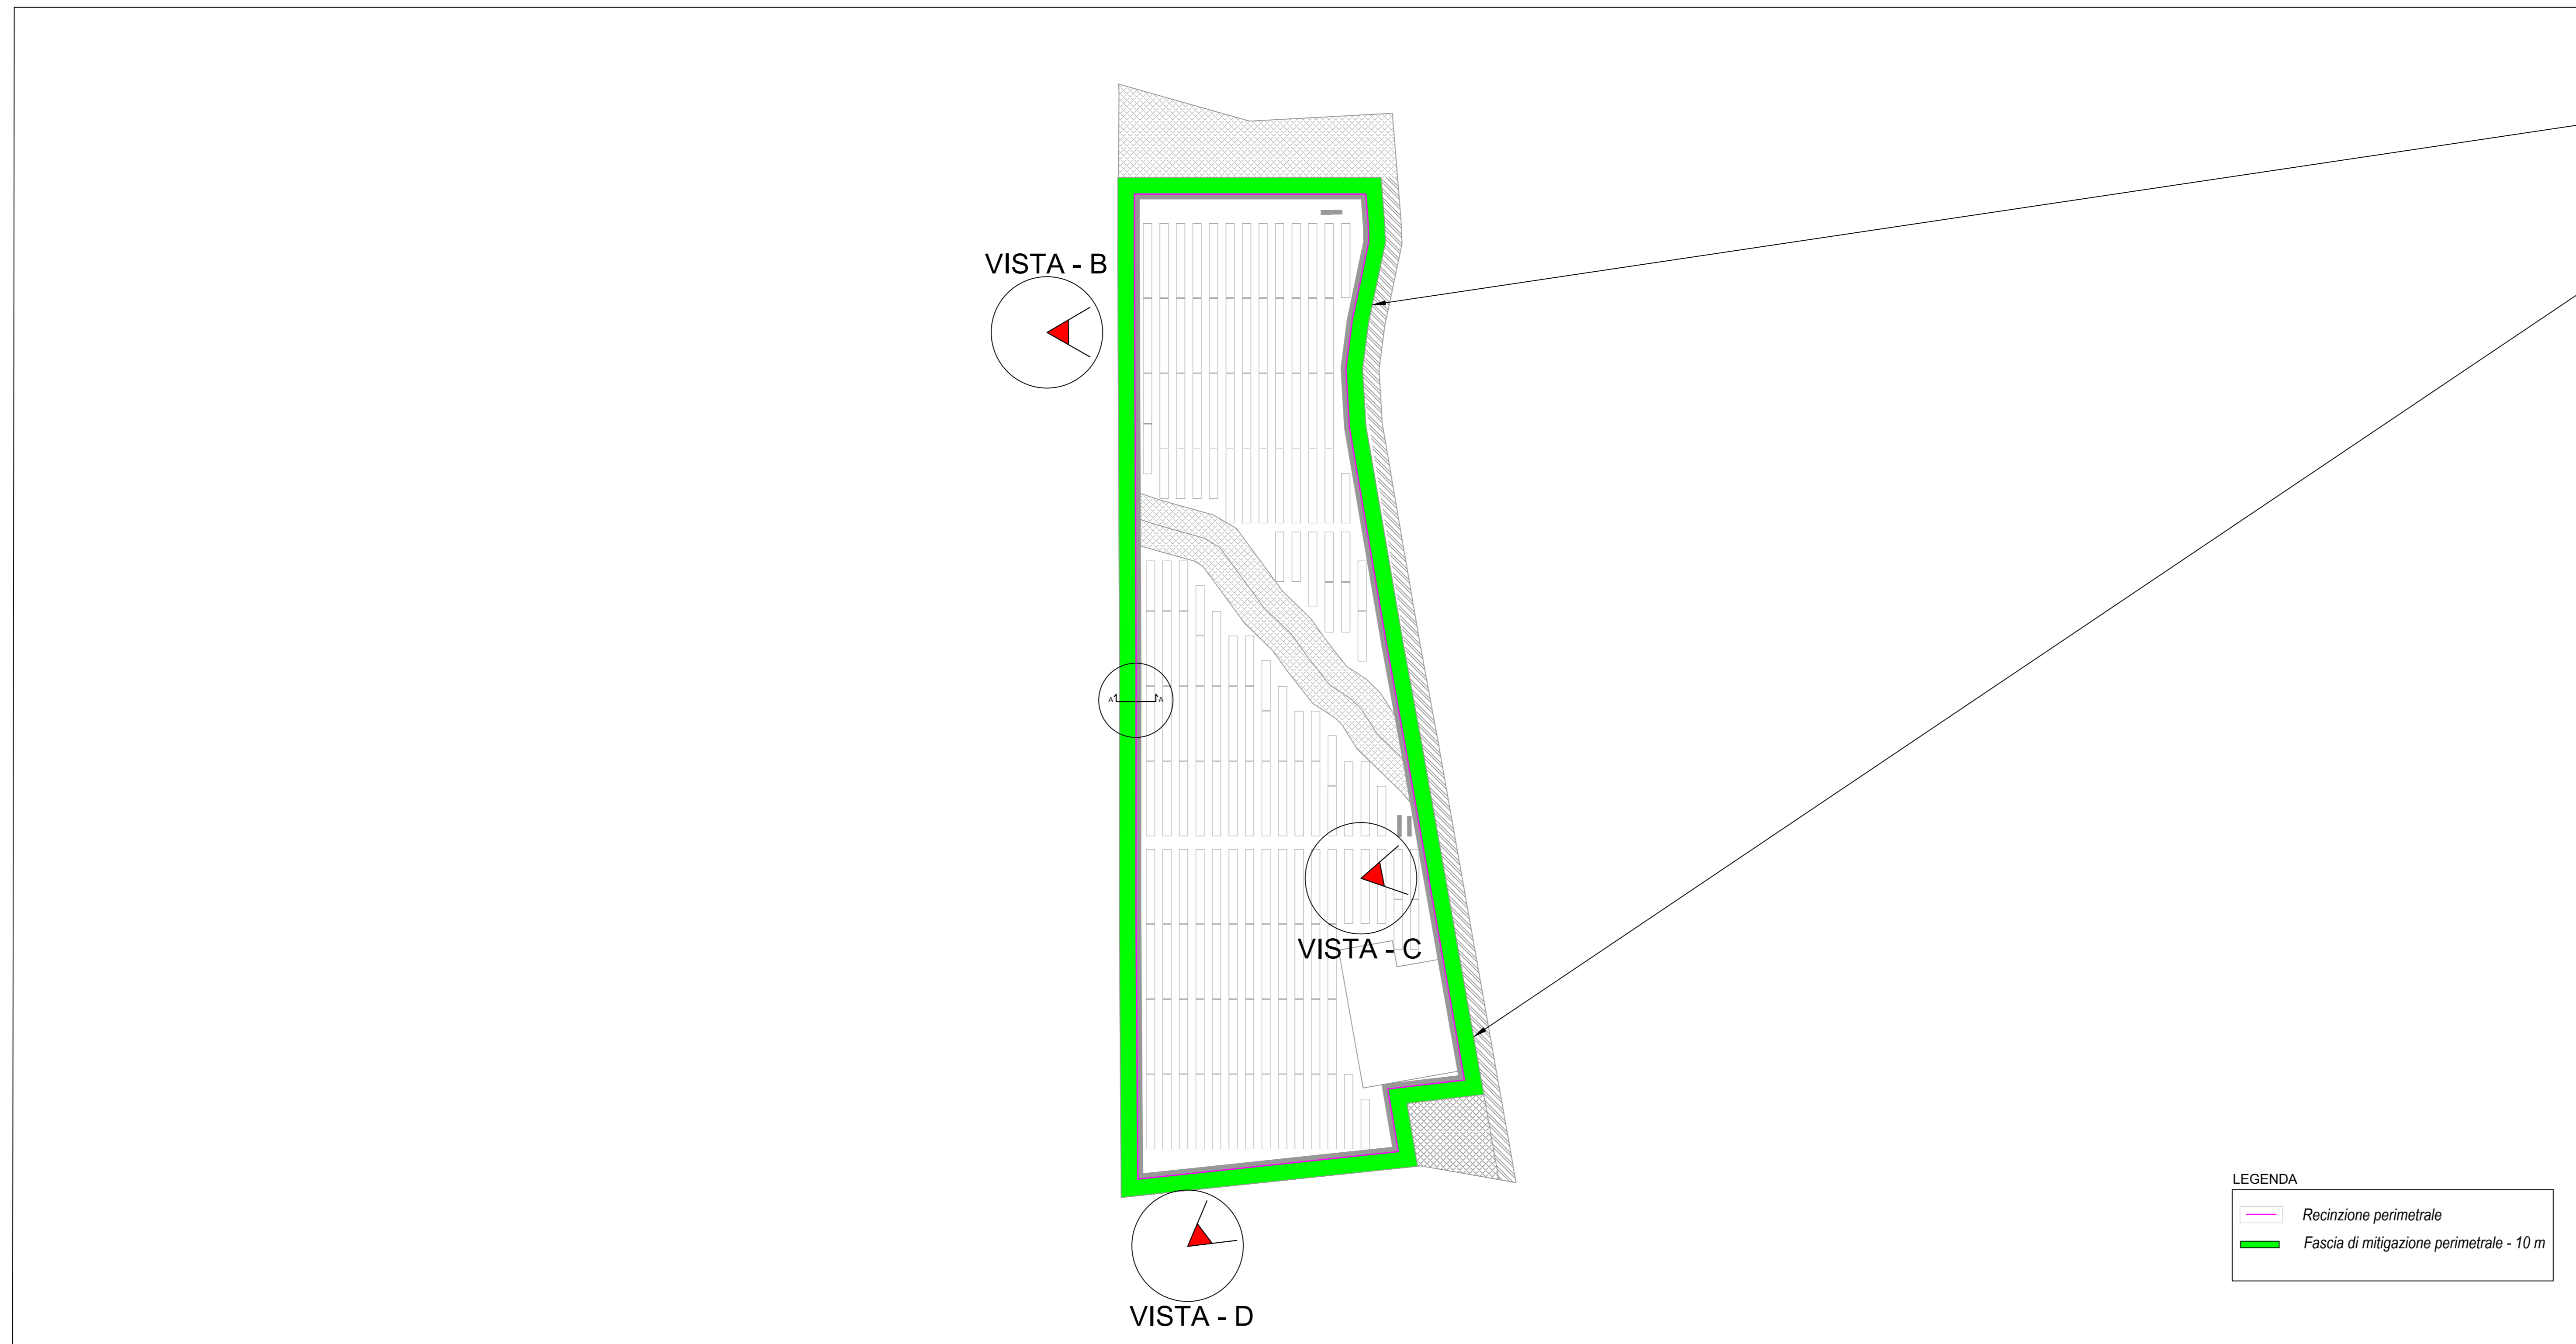 VISTA - B
A A
VISTA - C
VISTA - D
LEGENDA
Recinzione perimetrale
Fascia di mitigazione perimetrale - 10 m